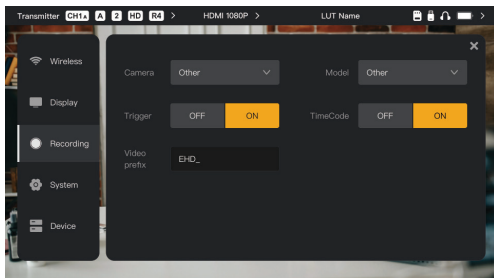 Transmitter CH1 A 2 HD R4 > HDMI 1080P > LUT Name >
Wireless
Camera Other Model Other
Display
Trigger OFF ON TimeCode OFF ON
Recording
Video
prefix
EHD_
System
Device